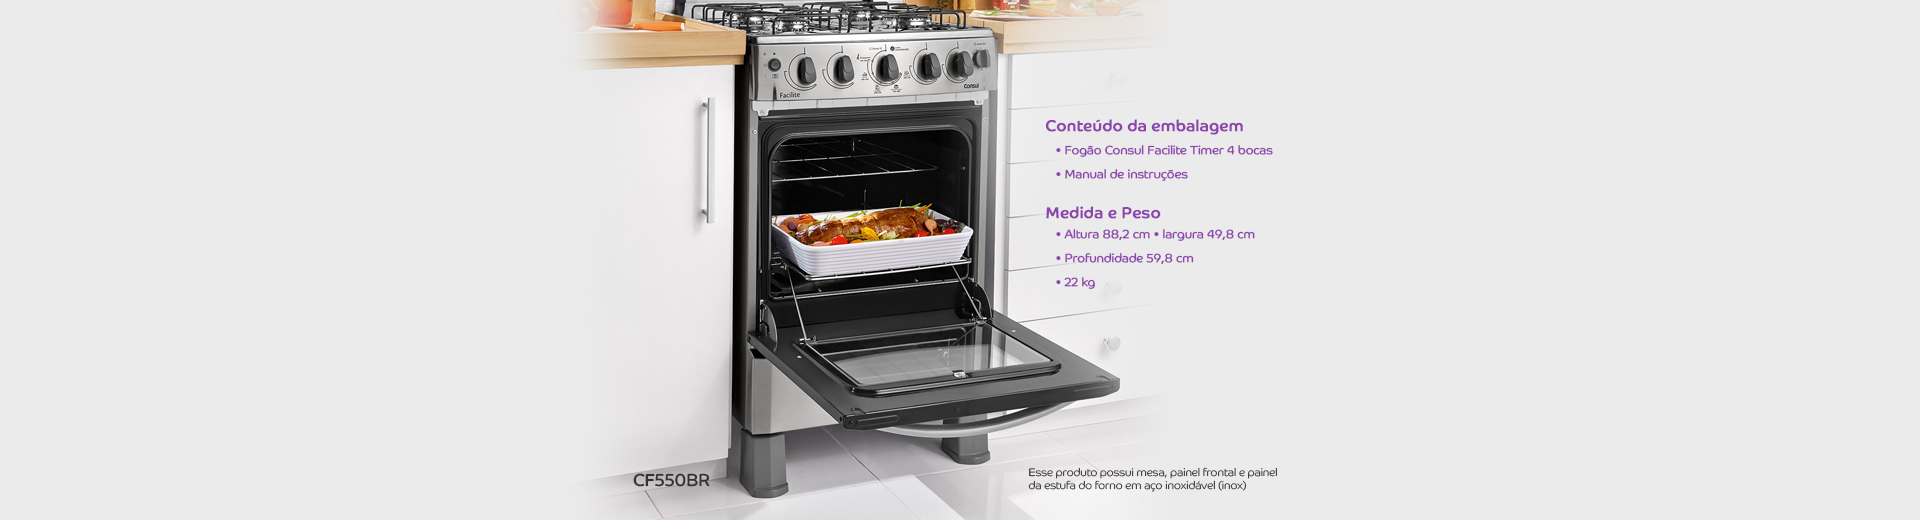 Facilite
Consul
Conteúdo da embalagem
• Fogão Consul Facilite Timer 4 bocas
• Manual de instruções
Medida e Peso
• Altura 88,2 cm • largura 49,8 cm
• Profundidade 59,8 cm
• 22 kg
CF550BR
Esse produto possui mesa, painel frontal e painel
da estufa do forno em aço inoxidável (inox)